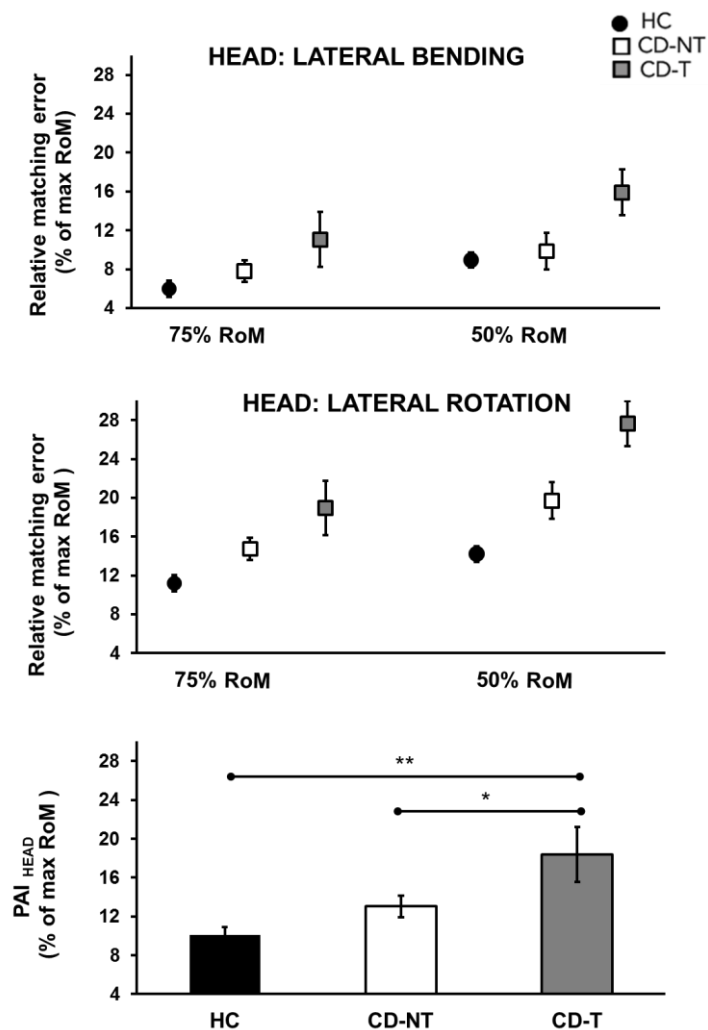 HC
CD-NT
CD-T
HEAD: LATERAL BENDING
Relative matching error
(% of max RoM)
28
24
20
16
12
8
4
75% RoM
50% RoM
HEAD: LATERAL ROTATION
Relative matching error
(% of max RoM )
28
24
20
16
12
8
4
75% RoM
50% RoM
PAI HEAD
(% of max RoM )
28
24
20
16
12
8
4
**
*
HC
CD-NT
CD-T